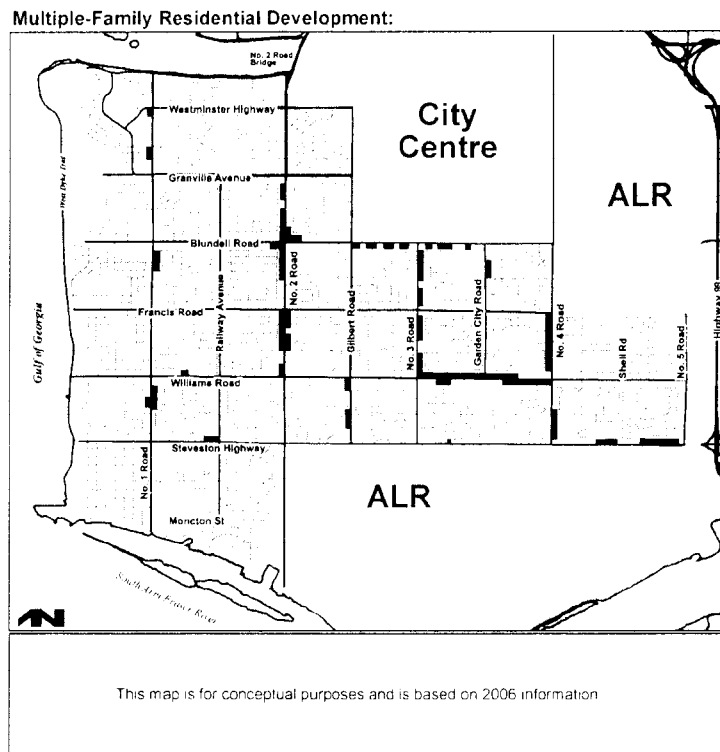 Multiple-Family Residential Development:
No. 2 Road
Bridge
Westminster Highway
City
Centre
West Dyke Trail
Granville Avenue
ALR
Blundell Road
No. 2 Road
Railway Avenue
Gilbert Road
No. 3 Road
Garden City Road
No. 4 Road
Highway 99
Gulf of Georgia
Francis Road
Shell Rd
No. 5 Road
Williams Road
Steveston Highway
No. 1 Road
ALR
Moncton St
South Arm Fraser River
N
This map is for conceptual purposes and is based on 2006 information